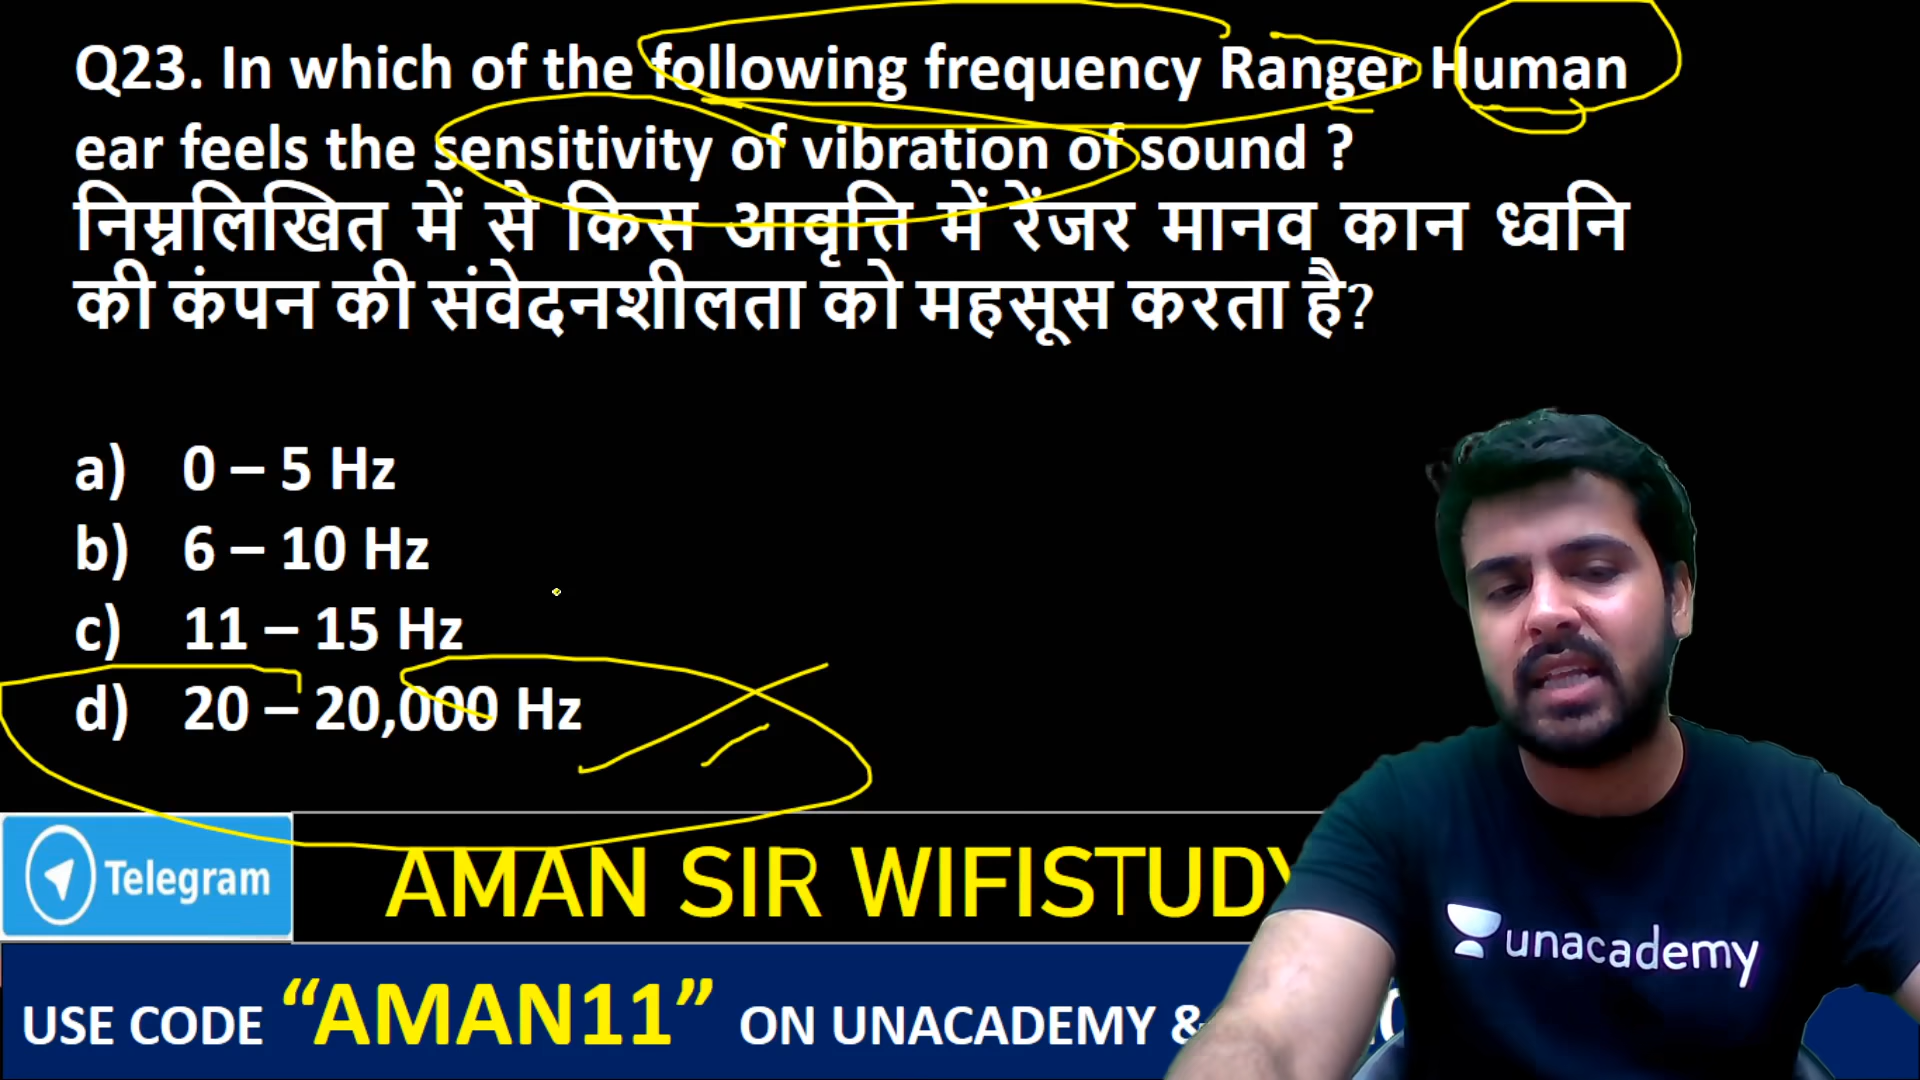 Q23. In which of the following frequency Ranger Human
ear feels the sensitivity of vibration of sound ?
निम्नलिखित में से किस आवृत्ति में रेंजर मानव कान ध्वनि
की कंपन की संवेदनशीलता को महसूस करता है?
a) 0 – 5 Hz
b) 6 – 10 Hz
c) 11 – 15 Hz
d) 20 – 20,000 Hz
Telegram
AMAN SIR WIFISTUDY
unacademy
USE CODE “AMAN11” ON UNACADEMY &